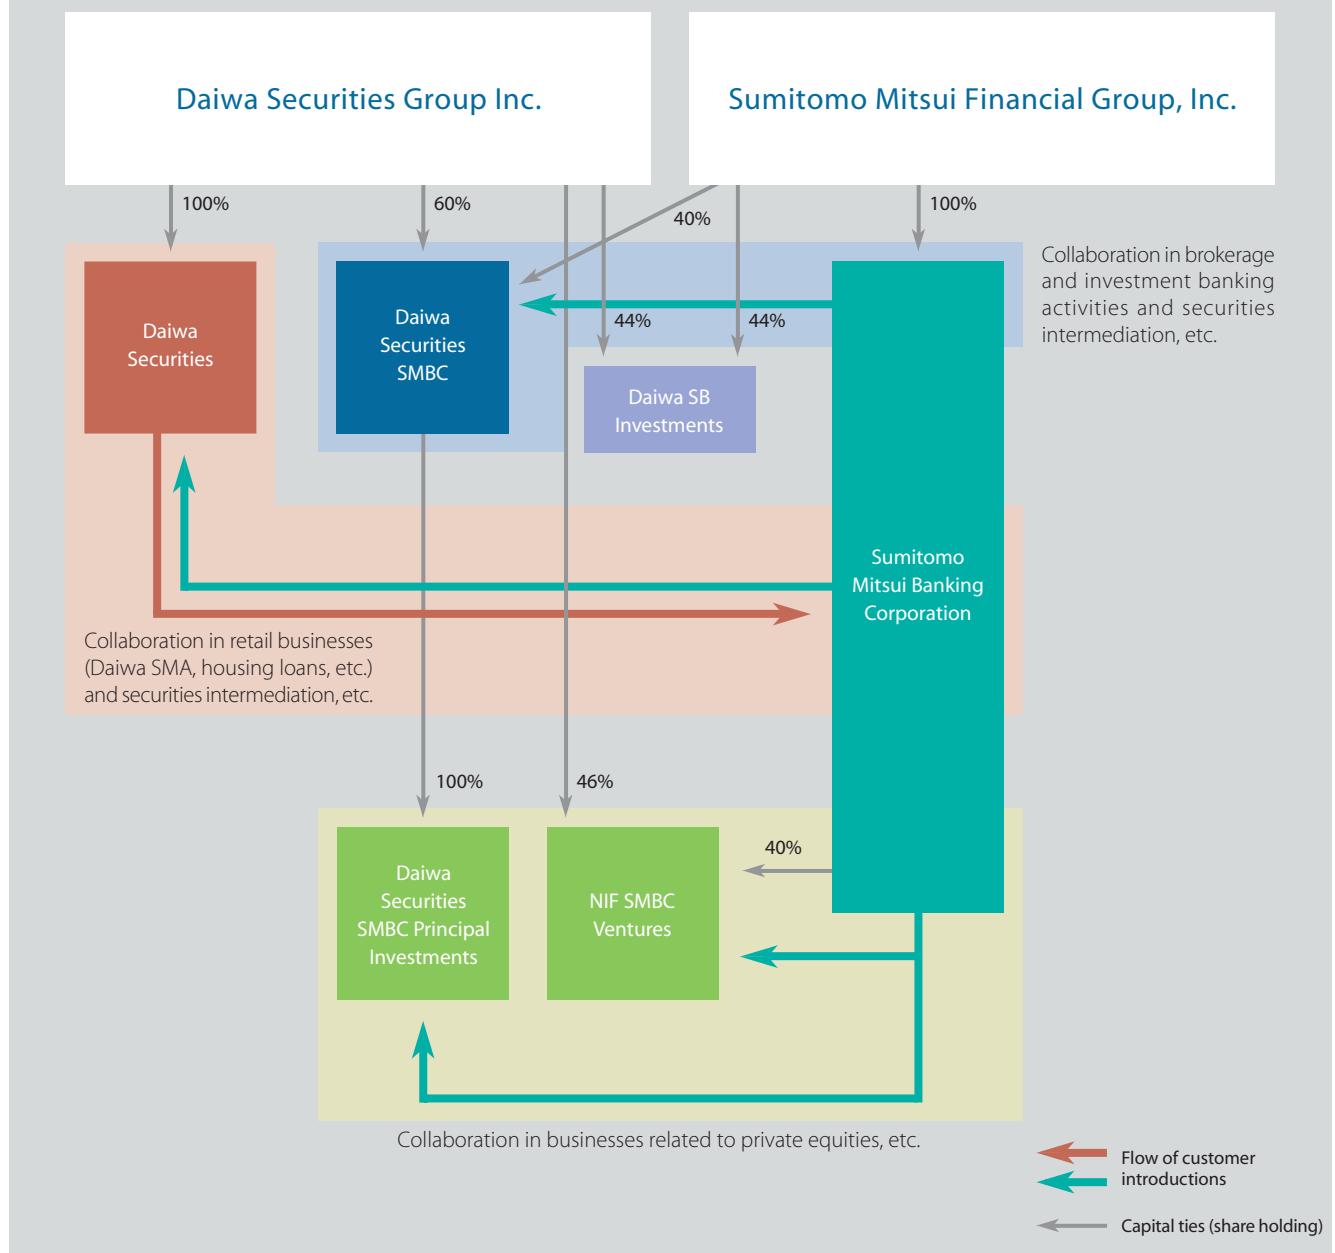 Daiwa Securities Group Inc.
Sumitomo Mitsui Financial Group, Inc.
100%
60%
40%
100%
Daiwa
Securities
Daiwa
Securities
SMBC
44%
44%
Daiwa SB
Investments
Collaboration in brokerage
and investment banking
activities and securities
intermediation, etc.
Sumitomo
Mitsui Banking
Corporation
Collaboration in retail businesses
(Daiwa SMA, housing loans, etc.)
and securities intermediation, etc.
100%
46%
40%
Daiwa
Securities
SMBC Principal
Investments
NIF SMBC
Ventures
Collaboration in businesses related to private equities, etc.
Flow of customer
introductions
Capital ties (share holding)